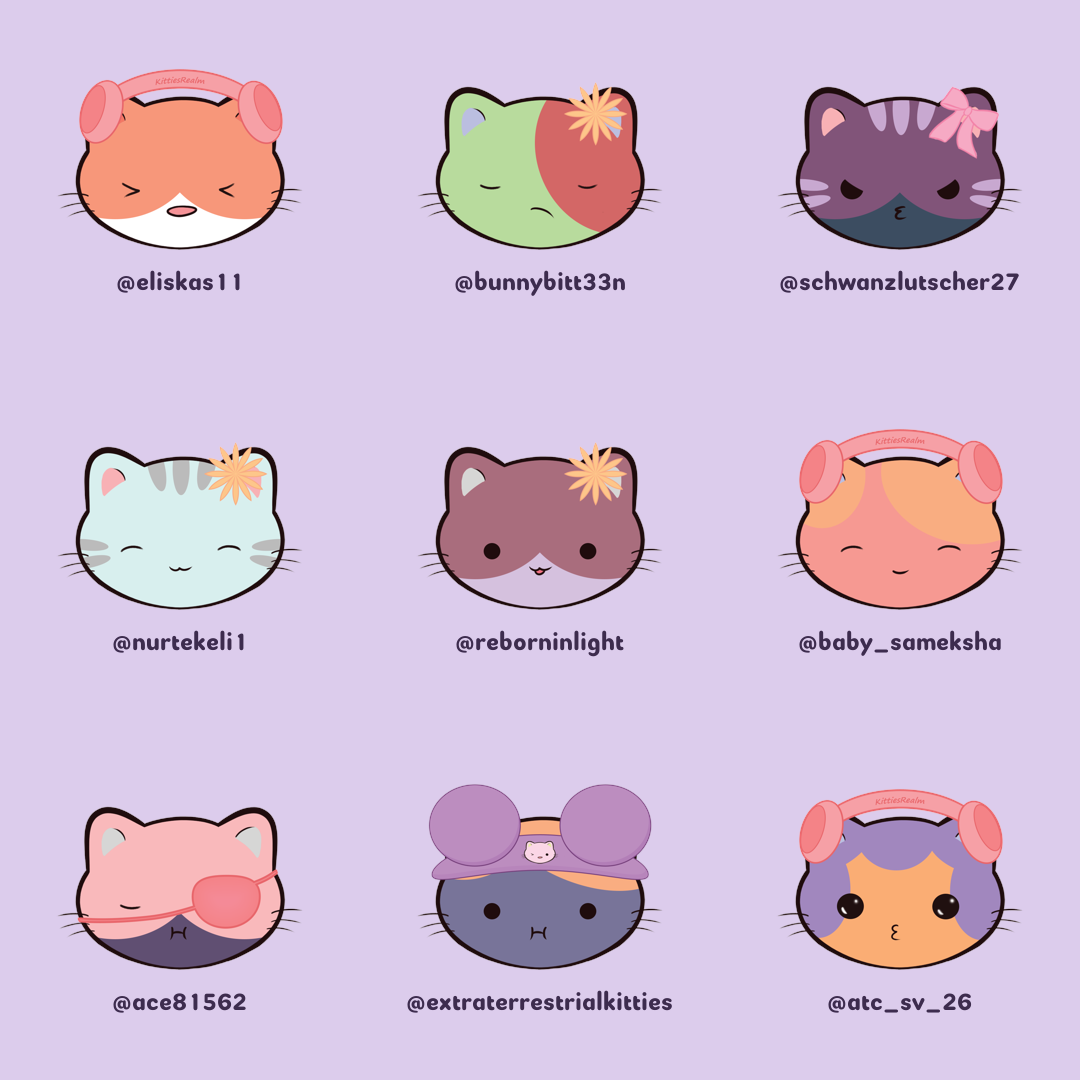 KittiesRealm
@eliskas11
@bunnybitt33n
@schwanzlutscher27
KittiesRealm
@nurtekeli1
@reborninlight
@baby_sameksha
KittiesRealm
@ace81562
@extraterrestrialkitties
@atc_sv_26